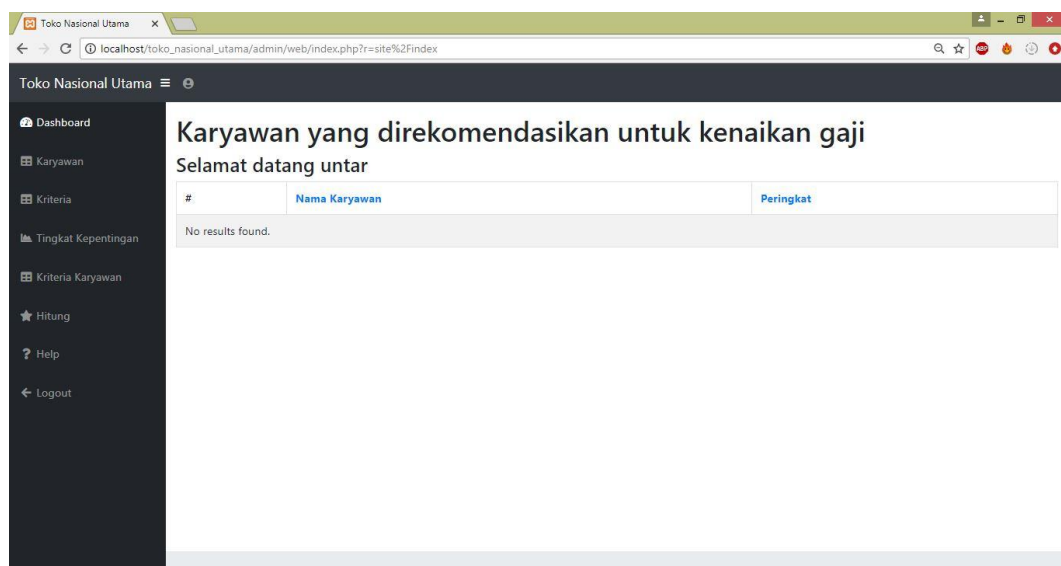 Toko Nasional Utama
localhost/toko_nasional_utama/admin/web/index.php?r=site%2Findex
ABP
Toko Nasional Utama
Dashboard
Karyawan
Kriteria
Tingkat Kepentingan
Kriteria Karyawan
Hitung
? Help
Logout
Karyawan yang direkomendasikan untuk kenaikan gaji
Selamat datang untar
# Nama Karyawan Peringkat
No results found.